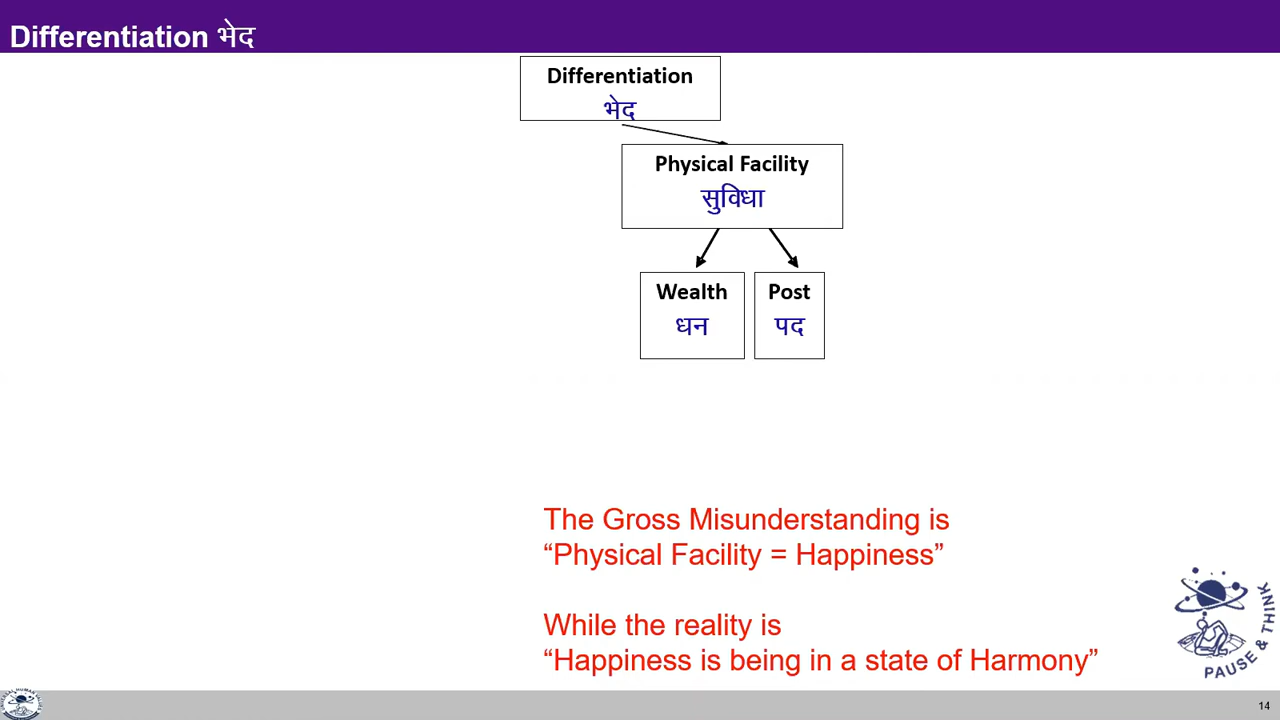 Differentiation भेद
Differentiation
भेद
Physical Facility
सुविधा
Wealth
धन
Post
पद
The Gross Misunderstanding is
“Physical Facility = Happiness”
While the reality is
“Happiness is being in a state of Harmony”
PAUSE & THINK
14